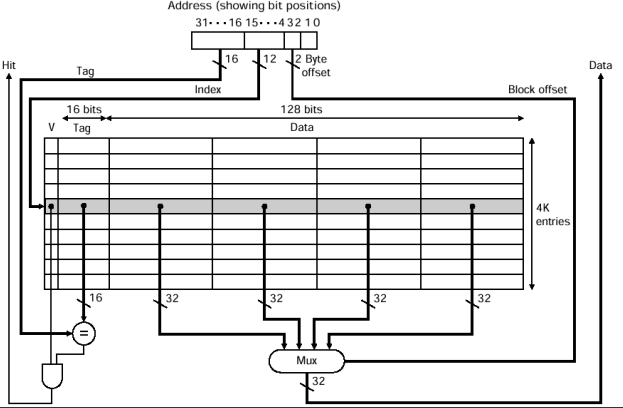 Address (showing bit positions)
31 • • • 16 15 • • • 4 3 2 1 0
Hit
16
12
2
Byte
offset
Data
Tag
Index
Block offset
16 bits
128 bits
V
Tag
Data
4K
entries
16
32
32
32
32
=
Mux
32